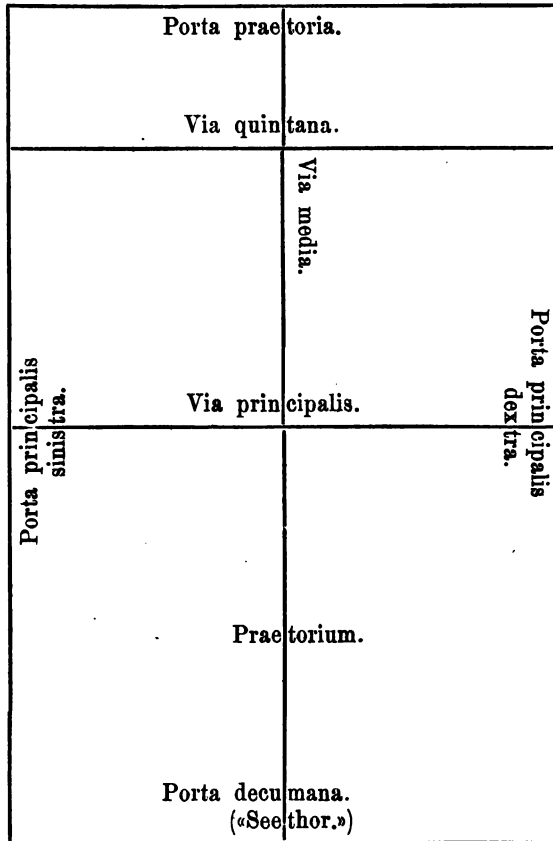 Porta praetoria.
Via quintana.
Via media.
Via principalis.
Porta principalis
sinistra.
Porta principalis
dextra.
Praetorium.
Porta decumana.
(«Seethor.»)